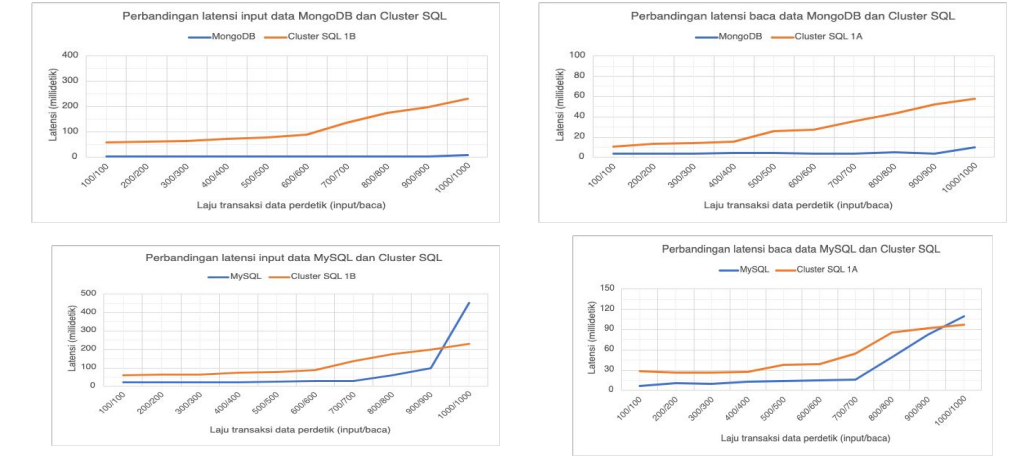 Perbandingan latensi input data MongoDB dan Cluster SQL
MongoDB Cluster SQL 1B
400
300
200
100
0
Latensi (millidetik)
100/100 200/200 300/300 400/400 500/500 600/600 700/700 800/800 900/900 1000/1000
Laju transaksi data perdetik (input/baca)
Perbandingan latensi baca data MongoDB dan Cluster SQL
MongoDB Cluster SQL 1A
100
80
60
40
20
0
Latensi (millidetik)
100/100 200/200 300/300 400/400 500/500 600/600 700/700 800/800 900/900 1000/1000
Laju transaksi data perdetik (input/baca)
Perbandingan latensi input data MySQL dan Cluster SQL
MySQL Cluster SQL 1B
500
400
300
200
100
0
Latensi (millidetik)
100/100 200/200 300/300 400/400 500/500 600/600 700/700 800/800 900/900 1000/1000
Laju transaksi data perdetik (input/baca)
Perbandingan latensi baca data MySQL dan Cluster SQL
MySQL Cluster SQL 1A
150
120
90
60
30
0
Latensi (millidetik)
100/100 200/200 300/300 400/400 500/500 600/600 700/700 800/800 900/900 1000/1000
Laju transaksi data perdetik (input/baca)